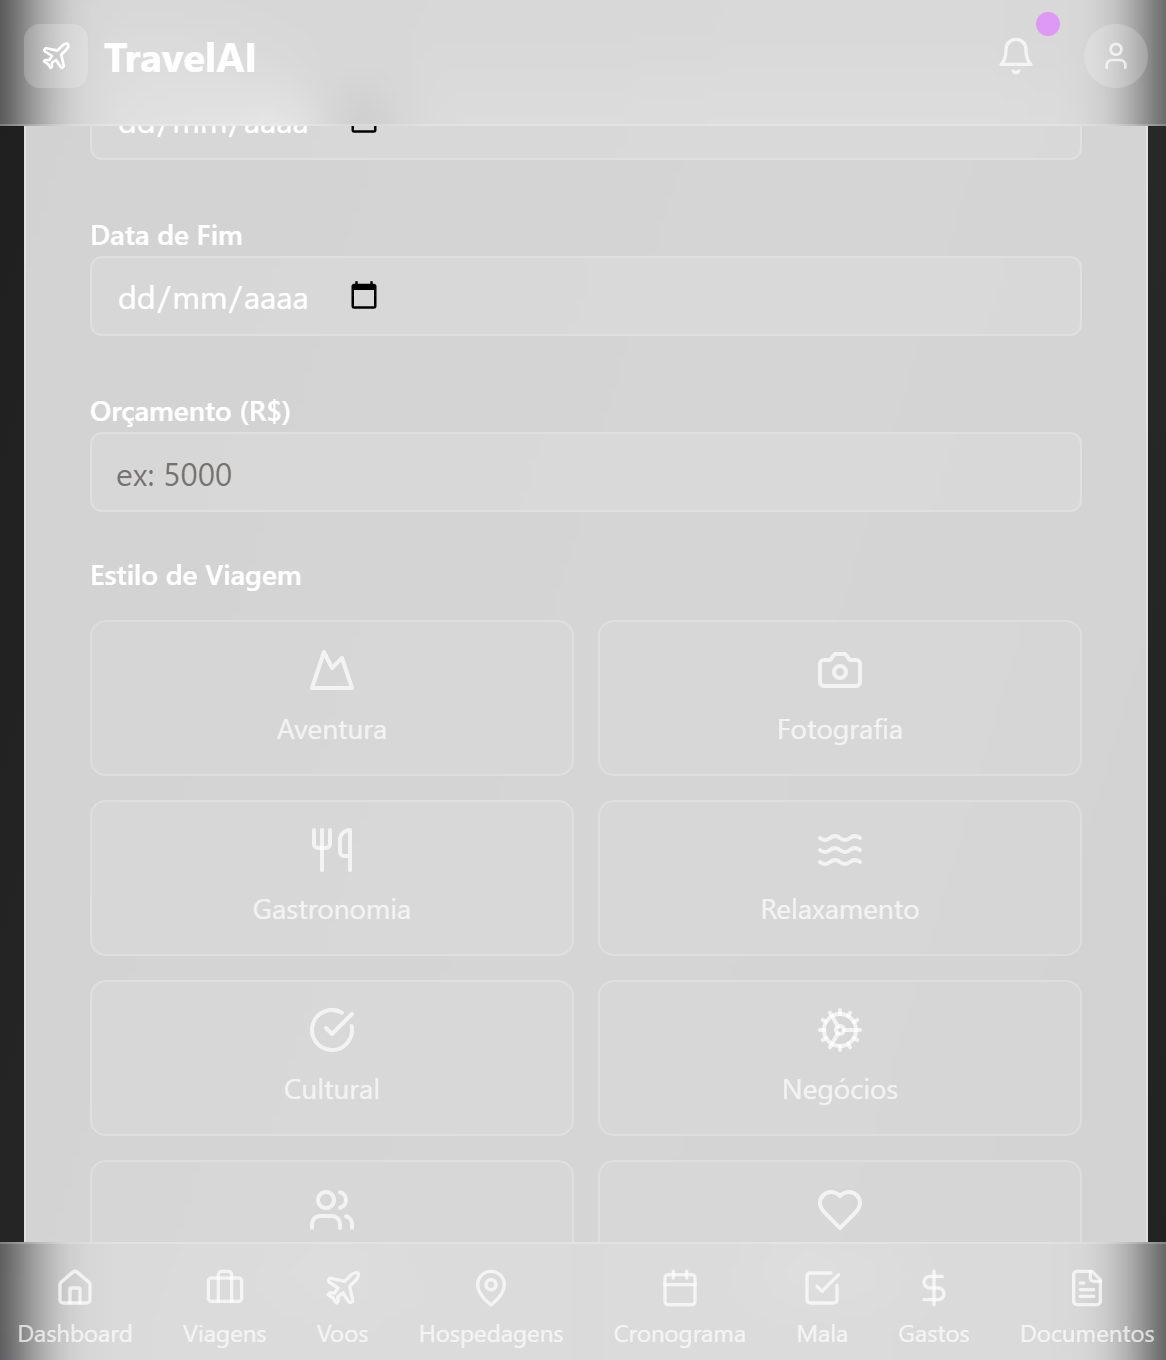 TravelAI
dd/mm/aaaa
Data de Fim
dd/mm/aaaa
Orçamento (R$)
ex: 5000
Estilo de Viagem
Aventura
Fotografia
Gastronomia
Relaxamento
Cultural
Negócios
Dashboard
Viagens
Voos
Hospedagens
Cronograma
Mala
Gastos
Documentos